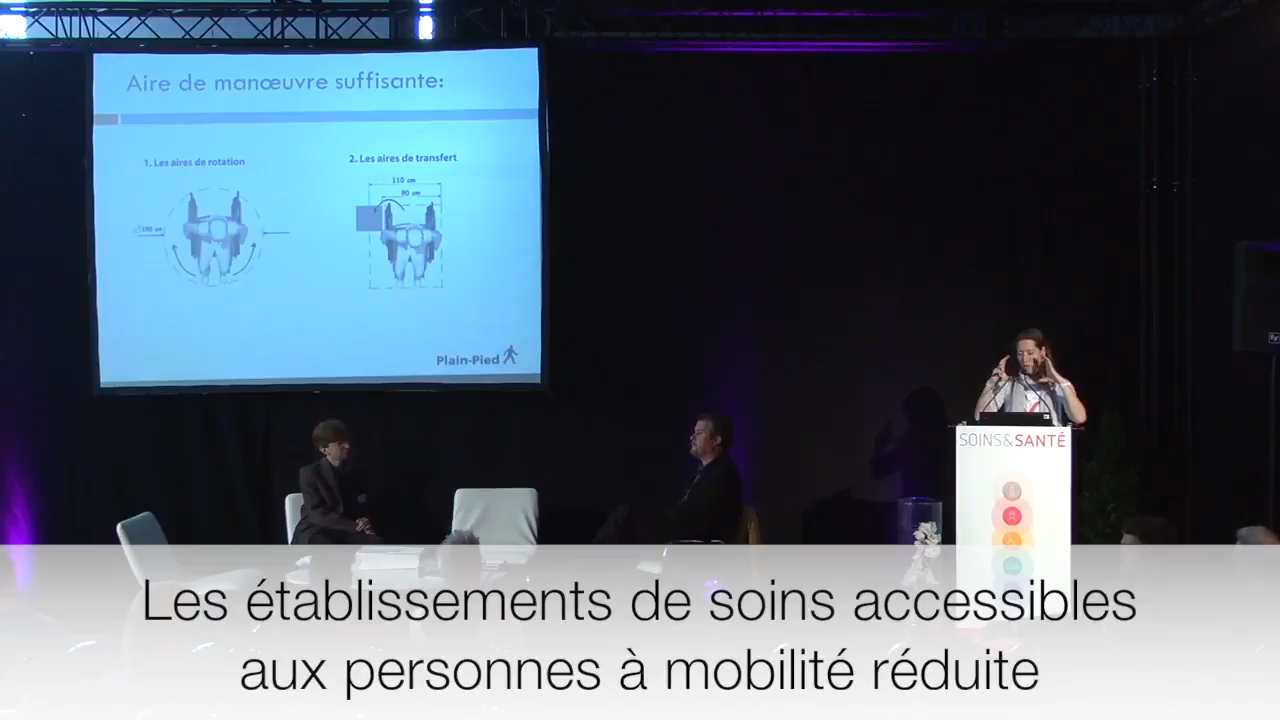 Aire de manœuvre suffisante:
1. Les aires de rotation
2. Les aires de transfert
110 cm
90 cm
Plain-Pied
SOINS&SANTÉ
Les établissements de soins accessibles
aux personnes à mobilité réduite